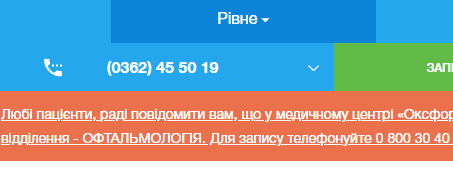 Рівне
(0362) 45 50 19
ЗАПИ
Любі пацієнти, раді повідомити вам, що у медичному центрі «Оксфор
відділення - ОФТАЛЬМОЛОГІЯ. Для запису телефонуйте 0 800 30 40